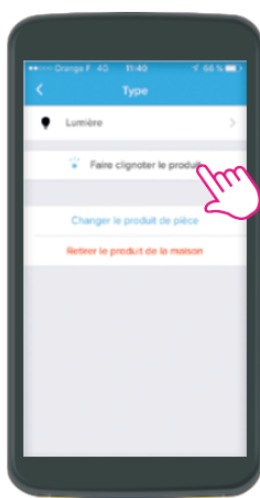 Orange F 4G 11:40 66 %
Type
Lumière
Faire clignoter le produit
Changer le produit de pièce
Retirer le produit de la maison